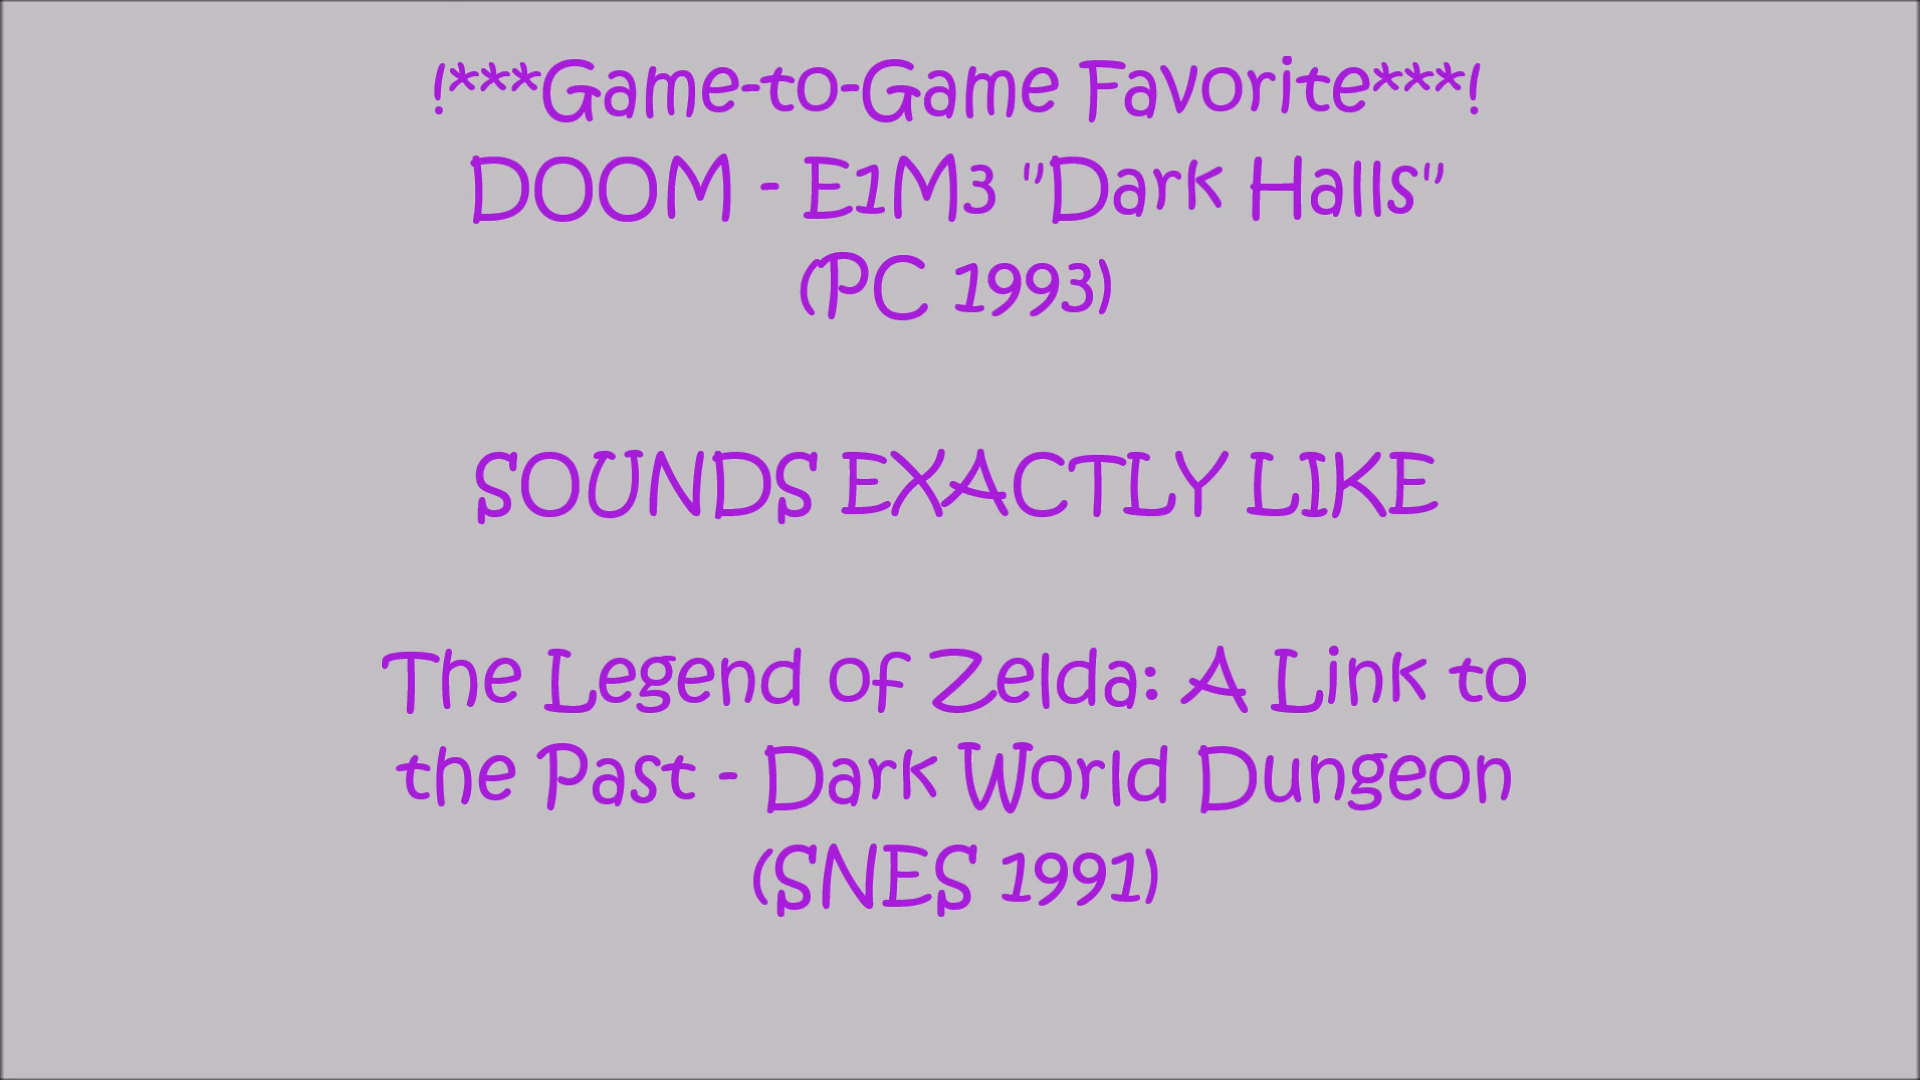 !***Game-to-Game Favorite***!
DOOM - E1M3 "Dark Halls"
(PC 1993)
SOUNDS EXACTLY LIKE
The Legend of Zelda: A Link to
the Past - Dark World Dungeon
(SNES 1991)